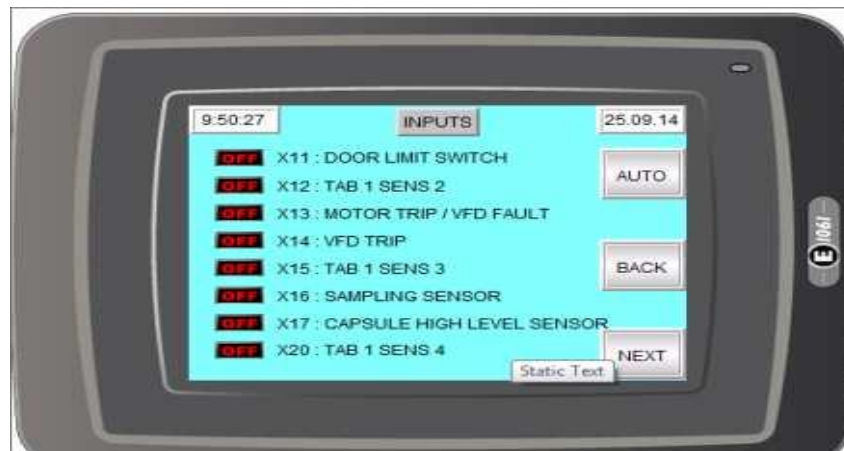 9:50:27 INPUTS 25.09.14
OFF X11 : DOOR LIMIT SWITCH
AUTO
OFF X12 : TAB 1 SENS 2
OFF X13 : MOTOR TRIP / VFD FAULT
OFF X14 : VFD TRIP
OFF X15 : TAB 1 SENS 3
BACK
OFF X16 : SAMPLING SENSOR
OFF X17 : CAPSULE HIGH LEVEL SENSOR
OFF X20 : TAB 1 SENS 4
NEXT
Static Text
E1061